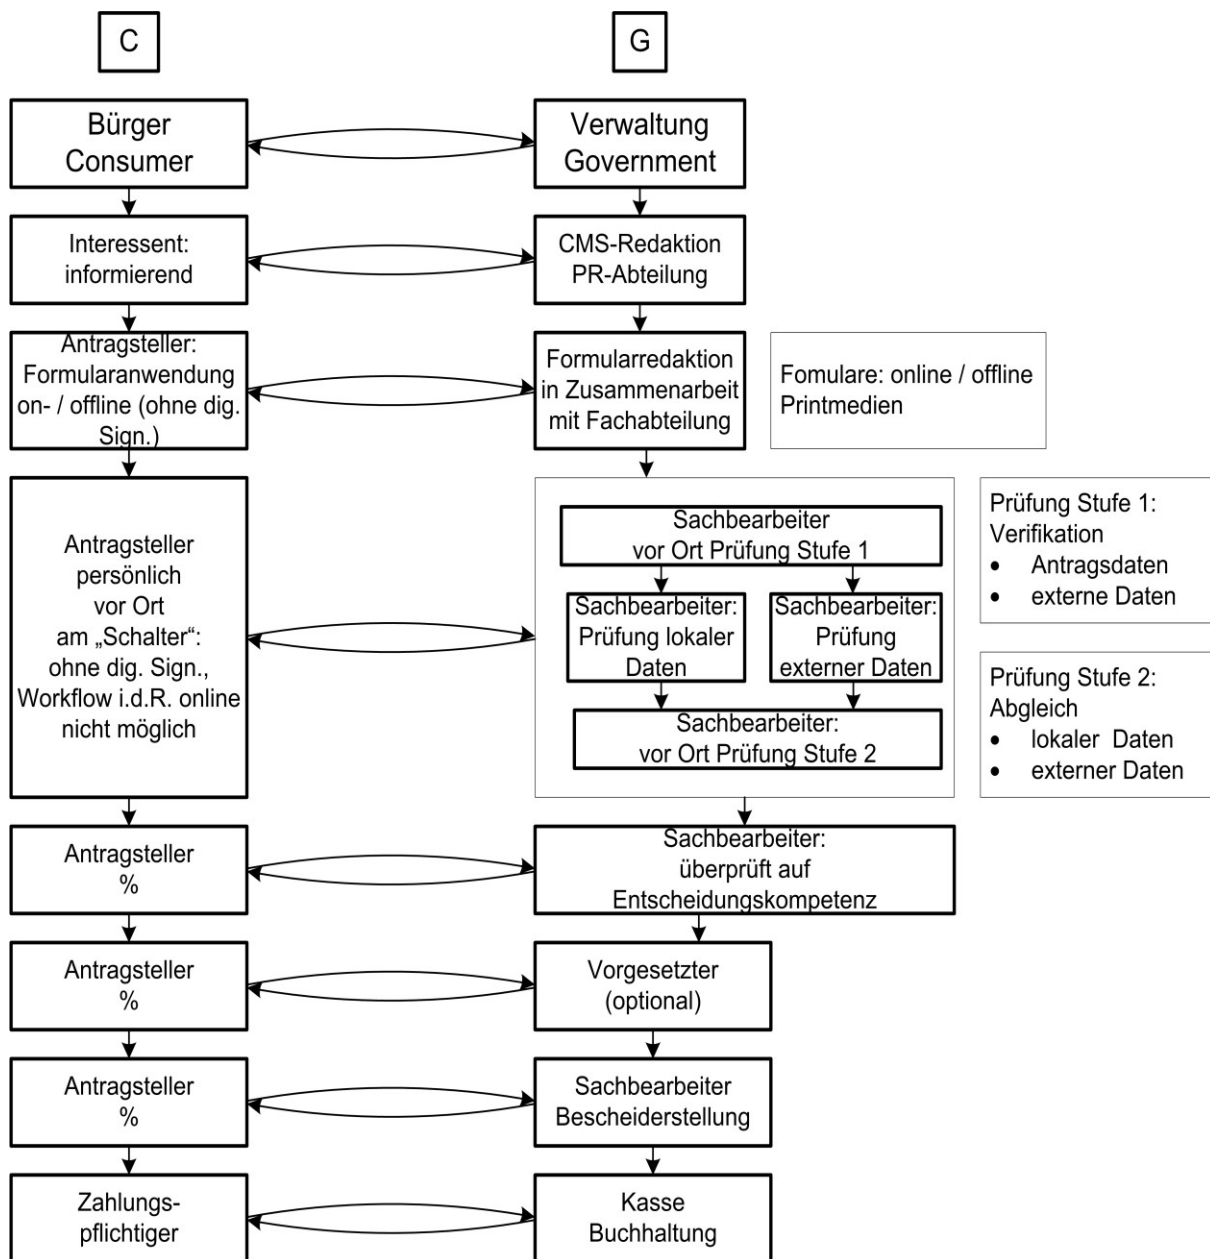 C
G
Bürger
Consumer
Verwaltung
Government
Interessent:
informierend
CMS-Redaktion
PR-Abteilung
Antragsteller:
Formularanwendung
on- / offline (ohne dig.
Sign.)
Formularredaktion
in Zusammenarbeit
mit Fachabteilung
Fomulare: online / offline
Printmedien
Antragsteller
persönlich
vor Ort
am „Schalter“:
ohne dig. Sign.,
Workflow i.d.R. online
nicht möglich
Sachbearbeiter
vor Ort Prüfung Stufe 1
Sachbearbeiter:
Prüfung lokaler
Daten
Sachbearbeiter:
Prüfung
externer Daten
Sachbearbeiter:
vor Ort Prüfung Stufe 2
Prüfung Stufe 1:
Verifikation
• Antragsdaten
• externe Daten
Prüfung Stufe 2:
Abgleich
• lokaler Daten
• externer Daten
Antragsteller
%
Sachbearbeiter:
überprüft auf
Entscheidungskompetenz
Antragsteller
%
Vorgesetzter
(optional)
Antragsteller
%
Sachbearbeiter
Bescheiderstellung
Zahlungs-
pflichtiger
Kasse
Buchhaltung